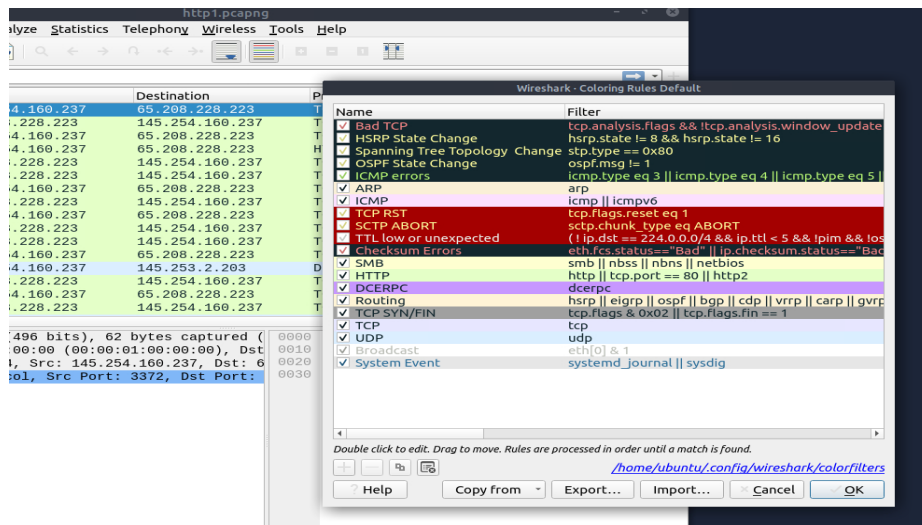 http1.pcapng
alyze Statistics Telephony Wireless Tools Help
Destination P
4.160.237 65.208.228.223 T
.228.223 145.254.160.237 T
4.160.237 65.208.228.223 T
4.160.237 65.208.228.223 H
.228.223 145.254.160.237 T
.228.223 145.254.160.237 T
4.160.237 65.208.228.223 T
.228.223 145.254.160.237 T
4.160.237 65.208.228.223 T
.228.223 145.254.160.237 T
.228.223 145.254.160.237 T
4.160.237 65.208.228.223 T
4.160.237 145.253.2.203 D
.228.223 145.254.160.237 T
4.160.237 65.208.228.223 T
.228.223 145.254.160.237 T
(496 bits), 62 bytes captured ( 0000
:00:00 (00:00:01:00:00:00), Dst 0010
4, Src: 145.254.160.237, Dst: 6 0020
ol, Src Port: 3372, Dst Port: 0030
Wireshark · Coloring Rules Default
Name Filter
Bad TCP tcp.analysis.flags && !tcp.analysis.window_update
HSRP State Change hsrp.state != 8 && hsrp.state != 16
Spanning Tree Topology Change stp.type == 0x80
OSPF State Change ospf.msg != 1
ICMP errors icmp.type eq 3 || icmp.type eq 4 || icmp.type eq 5 ||
ARP arp
ICMP icmp || icmpv6
TCP RST tcp.flags.reset eq 1
SCTP ABORT sctp.chunk_type eq ABORT
TTL low or unexpected ( ! ip.dst == 224.0.0.0/4 && ip.ttl < 5 && !pim && !os
Checksum Errors eth.fcs.status=="Bad" || ip.checksum.status=="Bac
SMB smb || nbss || nbns || netbios
HTTP http || tcp.port == 80 || http2
DCERPC dcerpc
Routing hsrp || eigrp || ospf || bgp || cdp || vrrp || carp || gvrp
TCP SYN/FIN tcp.flags & 0x02 || tcp.flags.fin == 1
TCP tcp
UDP udp
Broadcast eth[0] & 1
System Event systemd_journal || sysdig
Double click to edit. Drag to move. Rules are processed in order until a match is found.
/home/ubuntu/.config/wireshark/colorfilters
Help Copy from Export... Import... Cancel OK